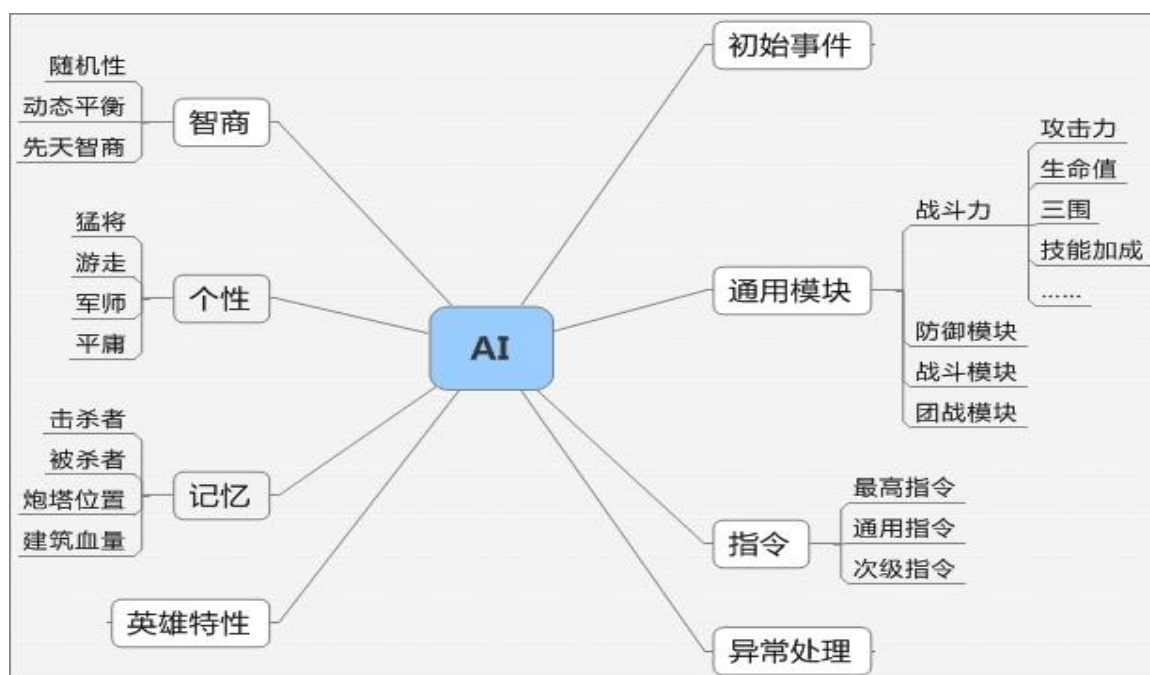 初始事件
随机性
动态平衡
先天智商
智商
攻击力
生命值
三围
技能加成
……
战斗力
通用模块
防御模块
战斗模块
团战模块
猛将
游走
军师
平庸
个性
AI
击杀者
被杀者
炮塔位置
建筑血量
记忆
最高指令
通用指令
次级指令
指令
英雄特性
异常处理